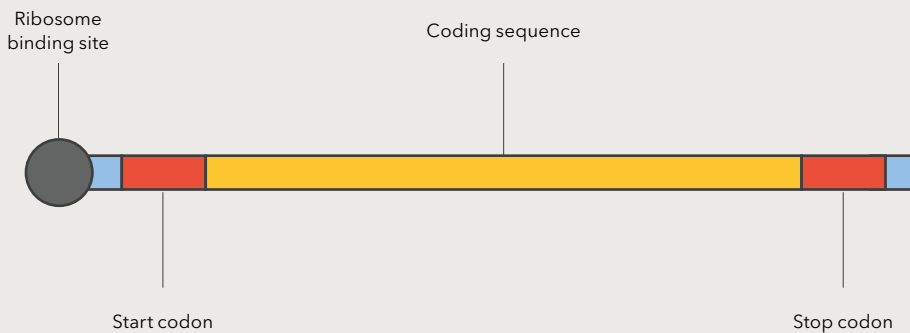 Ribosome
binding site
Coding sequence
Start codon
Stop codon